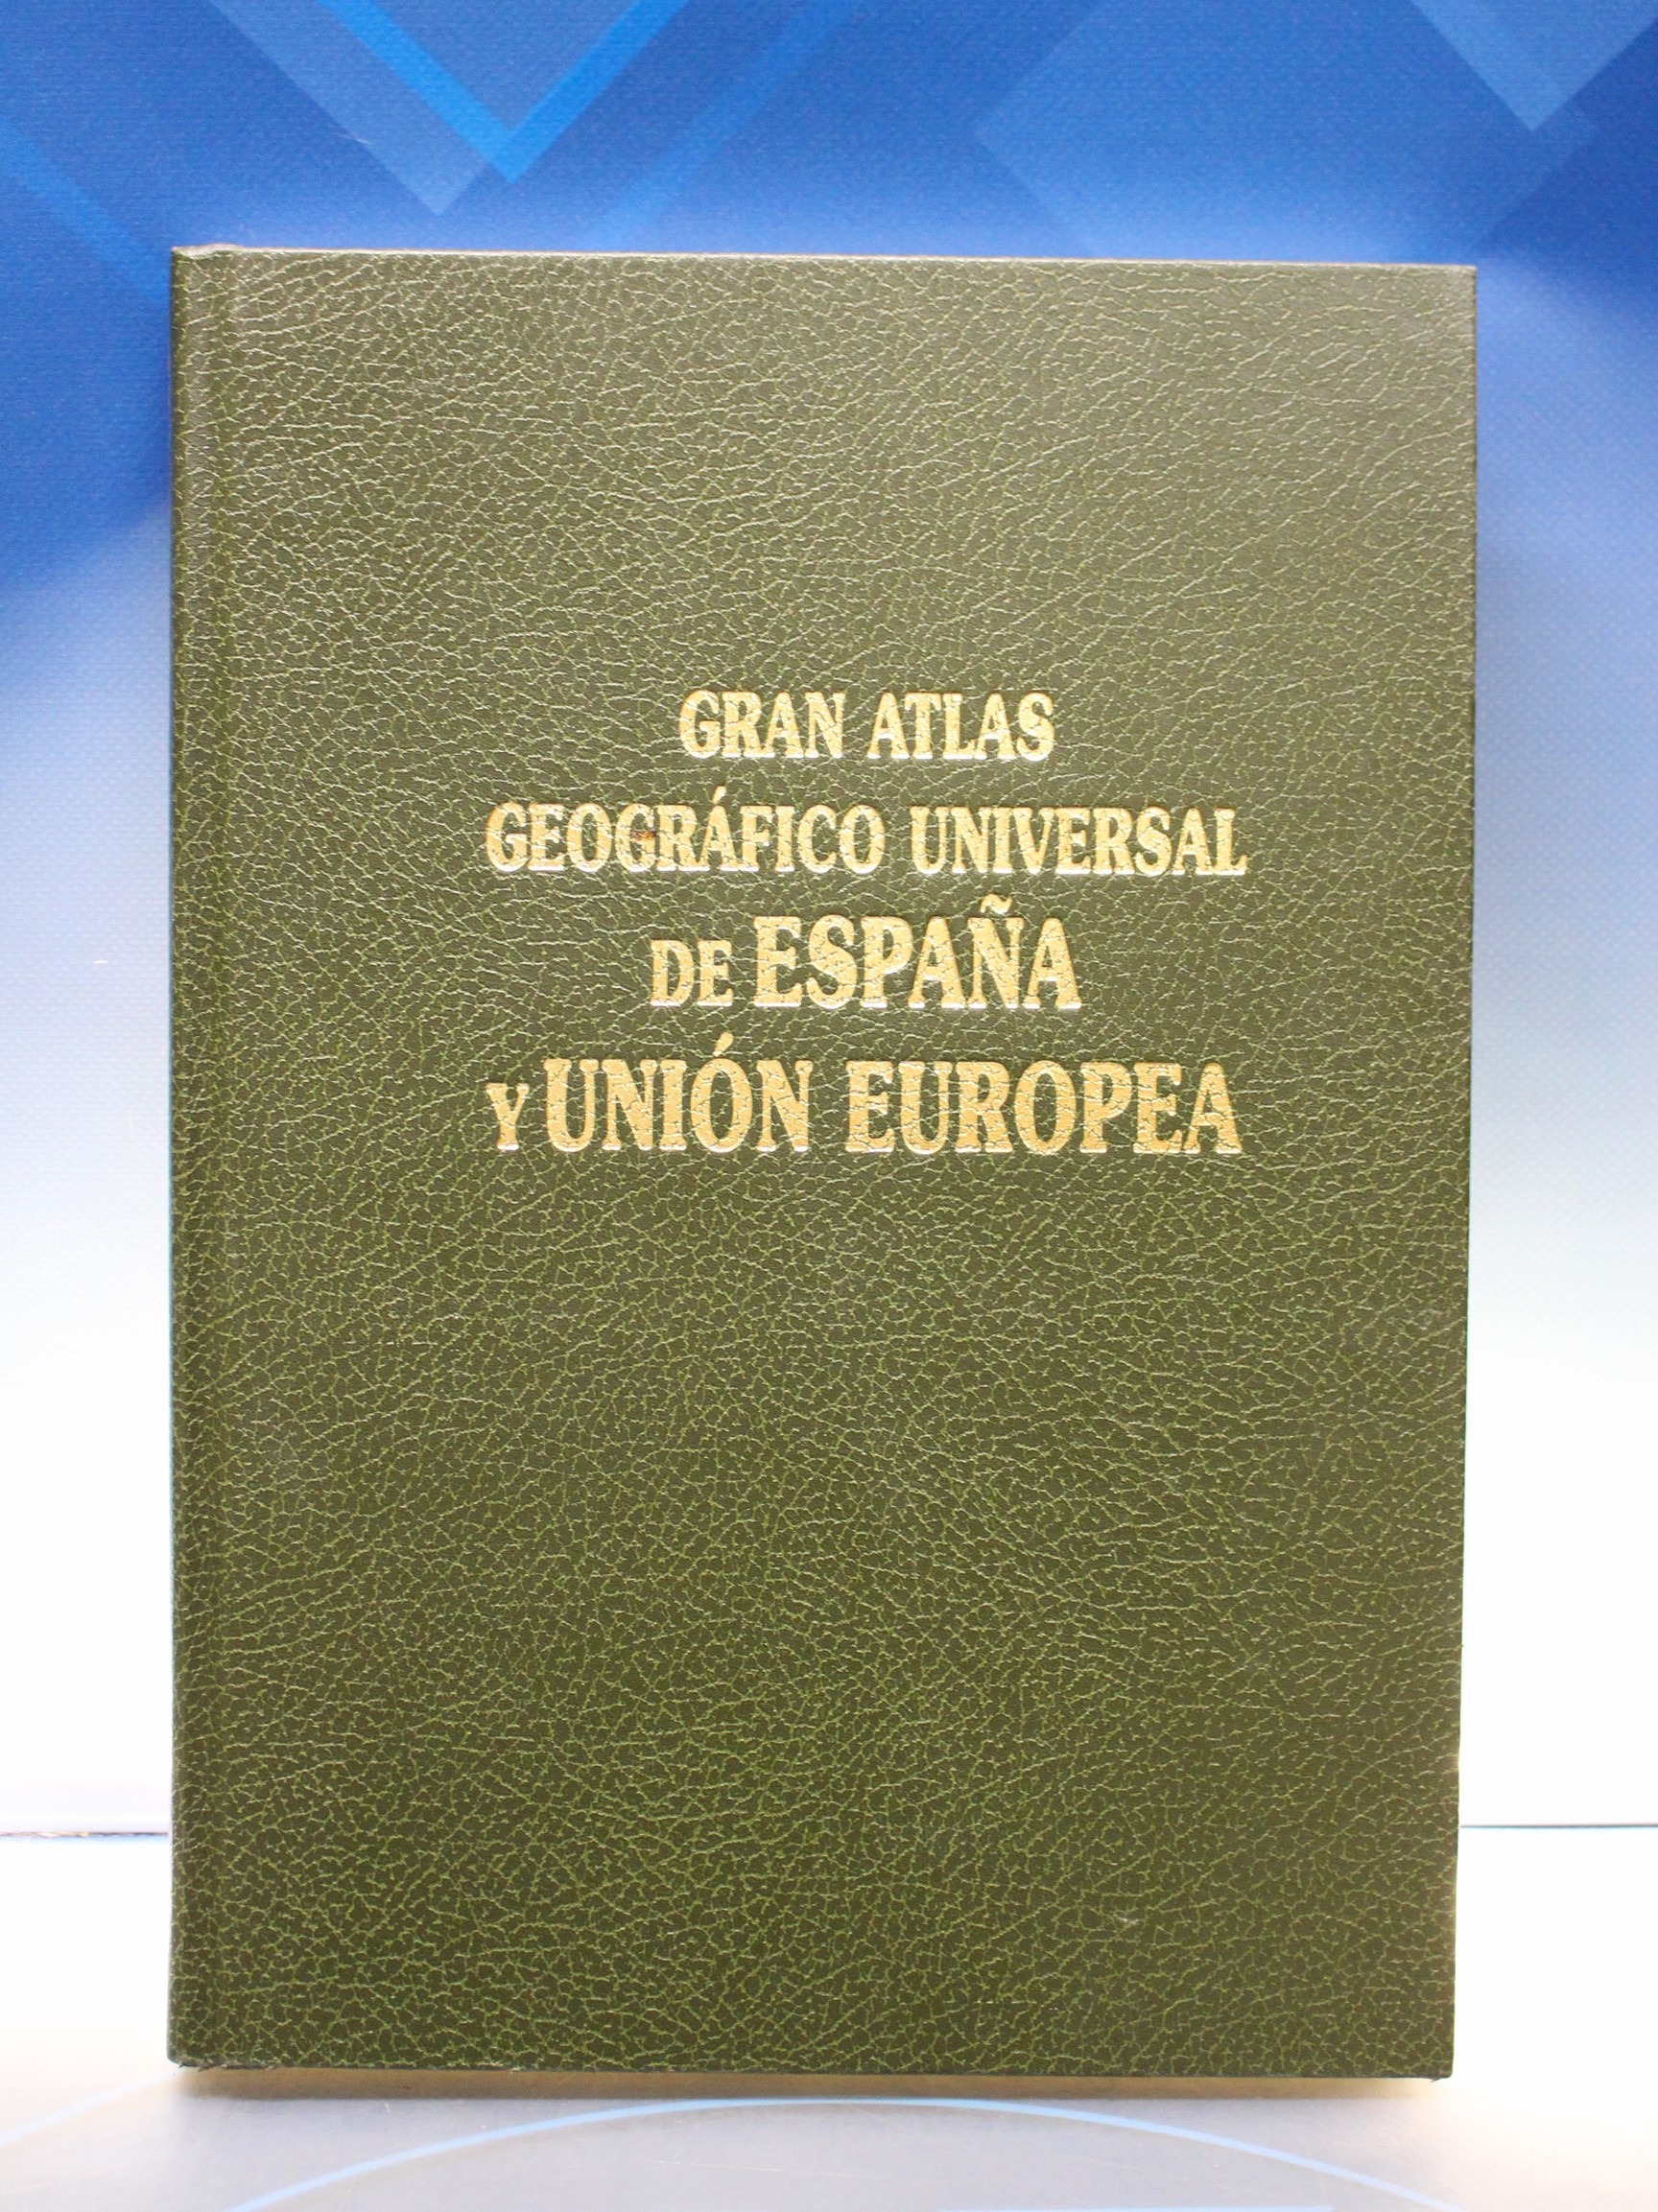 GRAN ATLAS
GEOGRÁFICO UNIVERSAL
DE ESPAÑA
Y UNIÓN EUROPEA